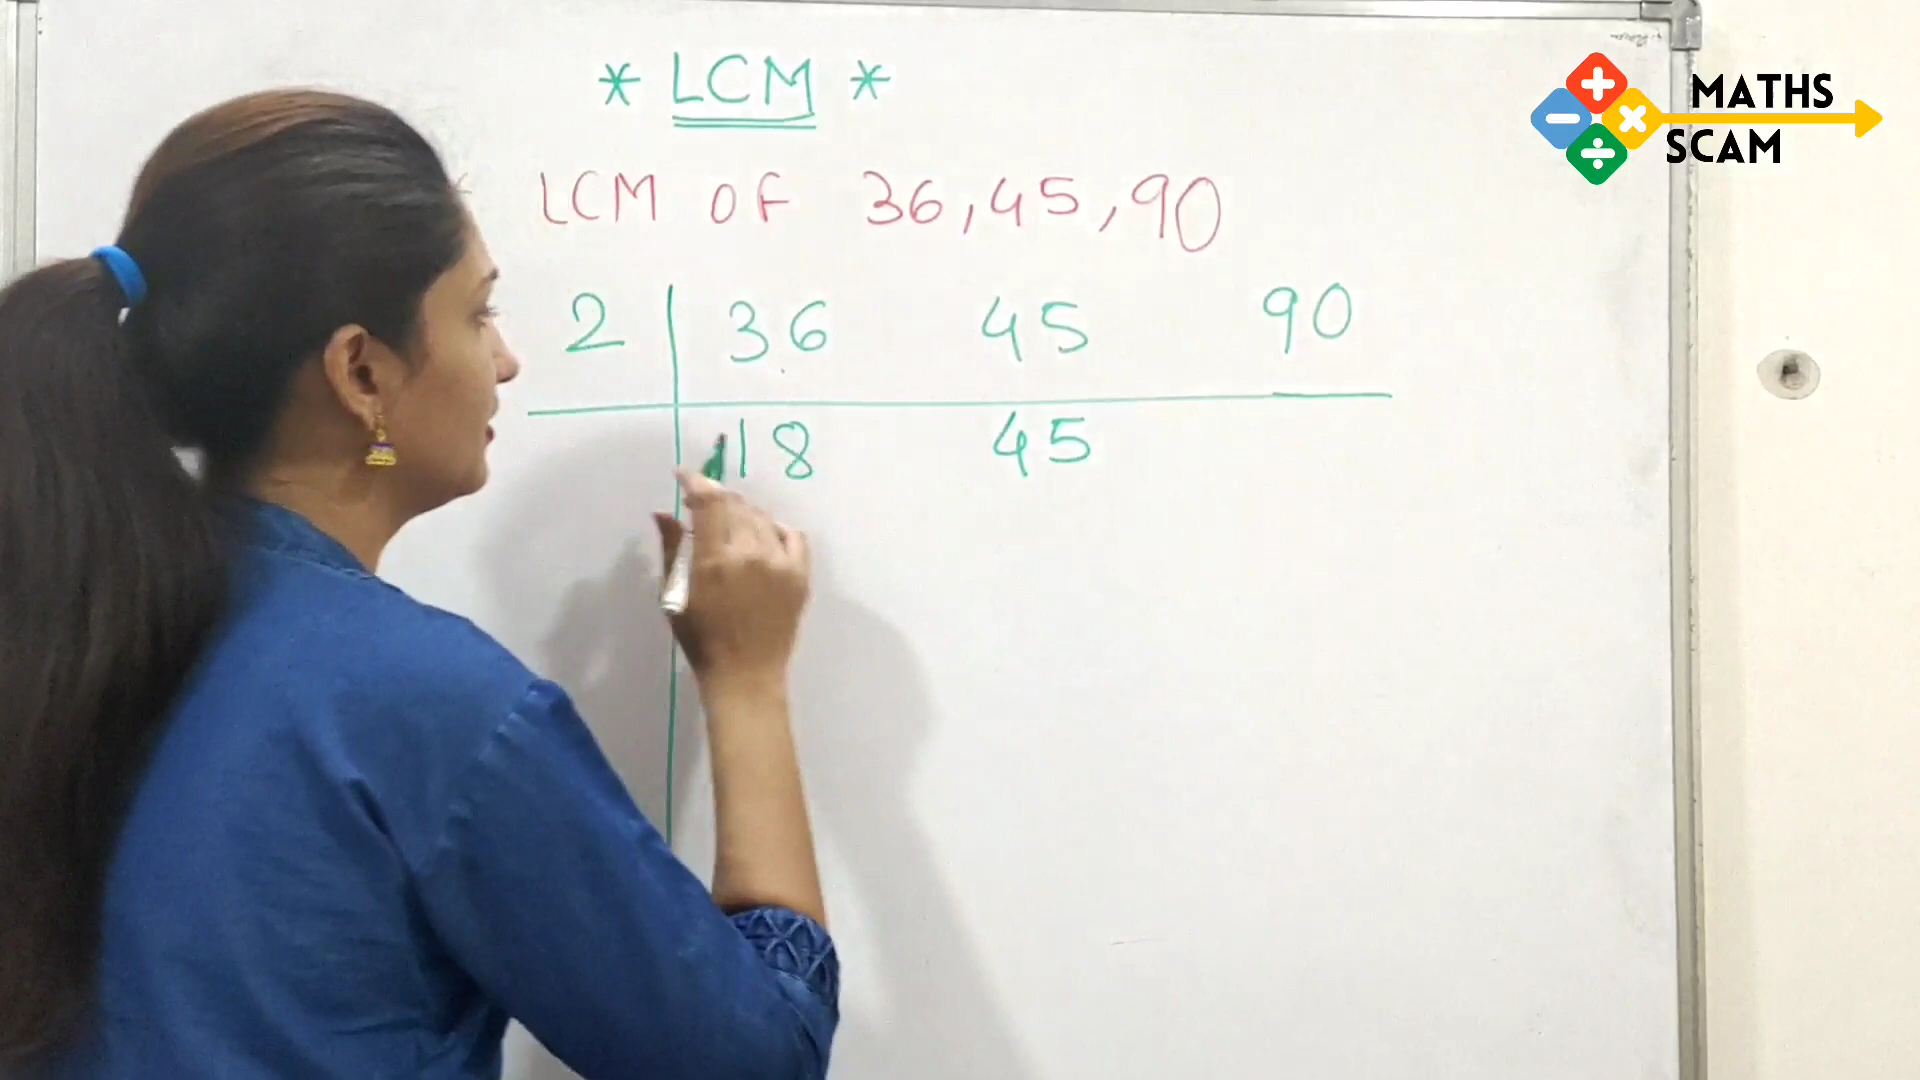 * LCM *
MATHS
SCAM
* LCM OF 36, 45, 90
2 36 45 90
18 45